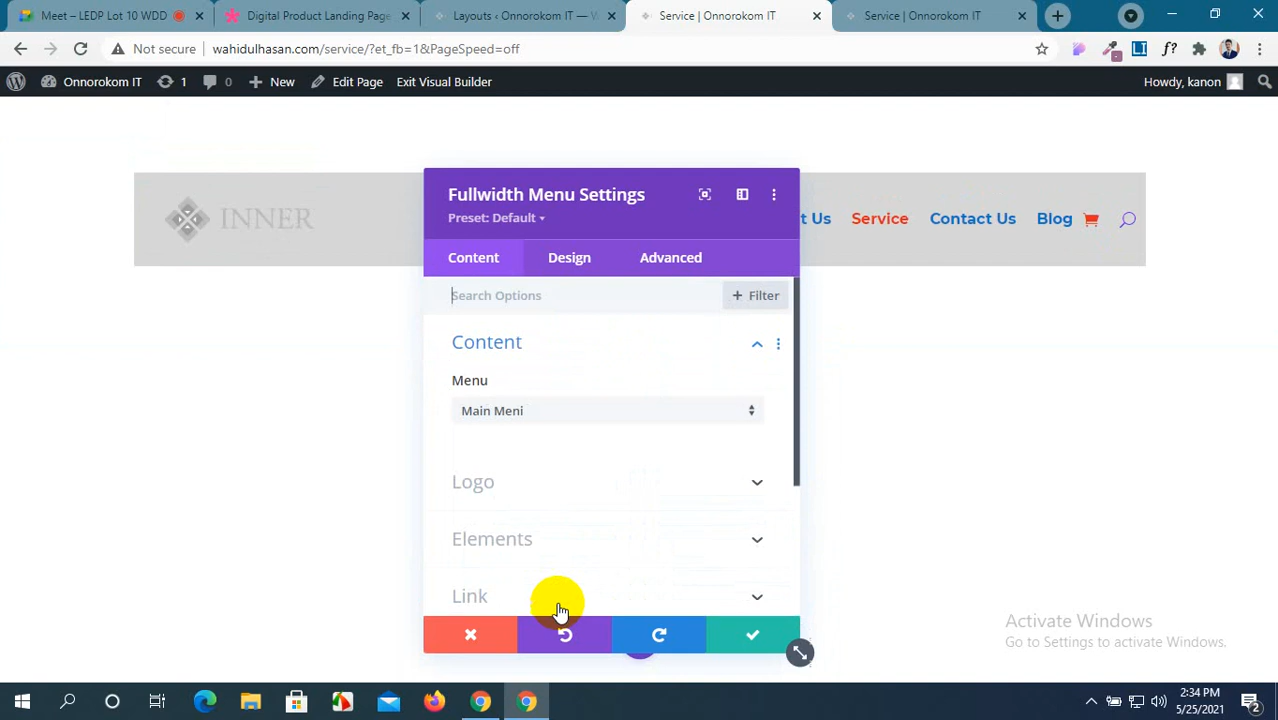 Meet – LEDP Lot 10 WDD
Digital Product Landing Page
Layouts ‹ Onnorokom IT — W
Service | Onnorokom IT
Service | Onnorokom IT
Not secure
wahidulhasan.com/service/?et_fb=1&PageSpeed=off
Onnorokom IT
1
0
New
Edit Page
Exit Visual Builder
Howdy, kanon
INNER
t Us
Service
Contact Us
Blog
Fullwidth Menu Settings
Preset: Default
Content
Design
Advanced
Search Options
+ Filter
Content
Menu
Main Meni
Logo
Elements
Link
Activate Windows
Go to Settings to activate Windows.
2:34 PM
5/25/2021
2